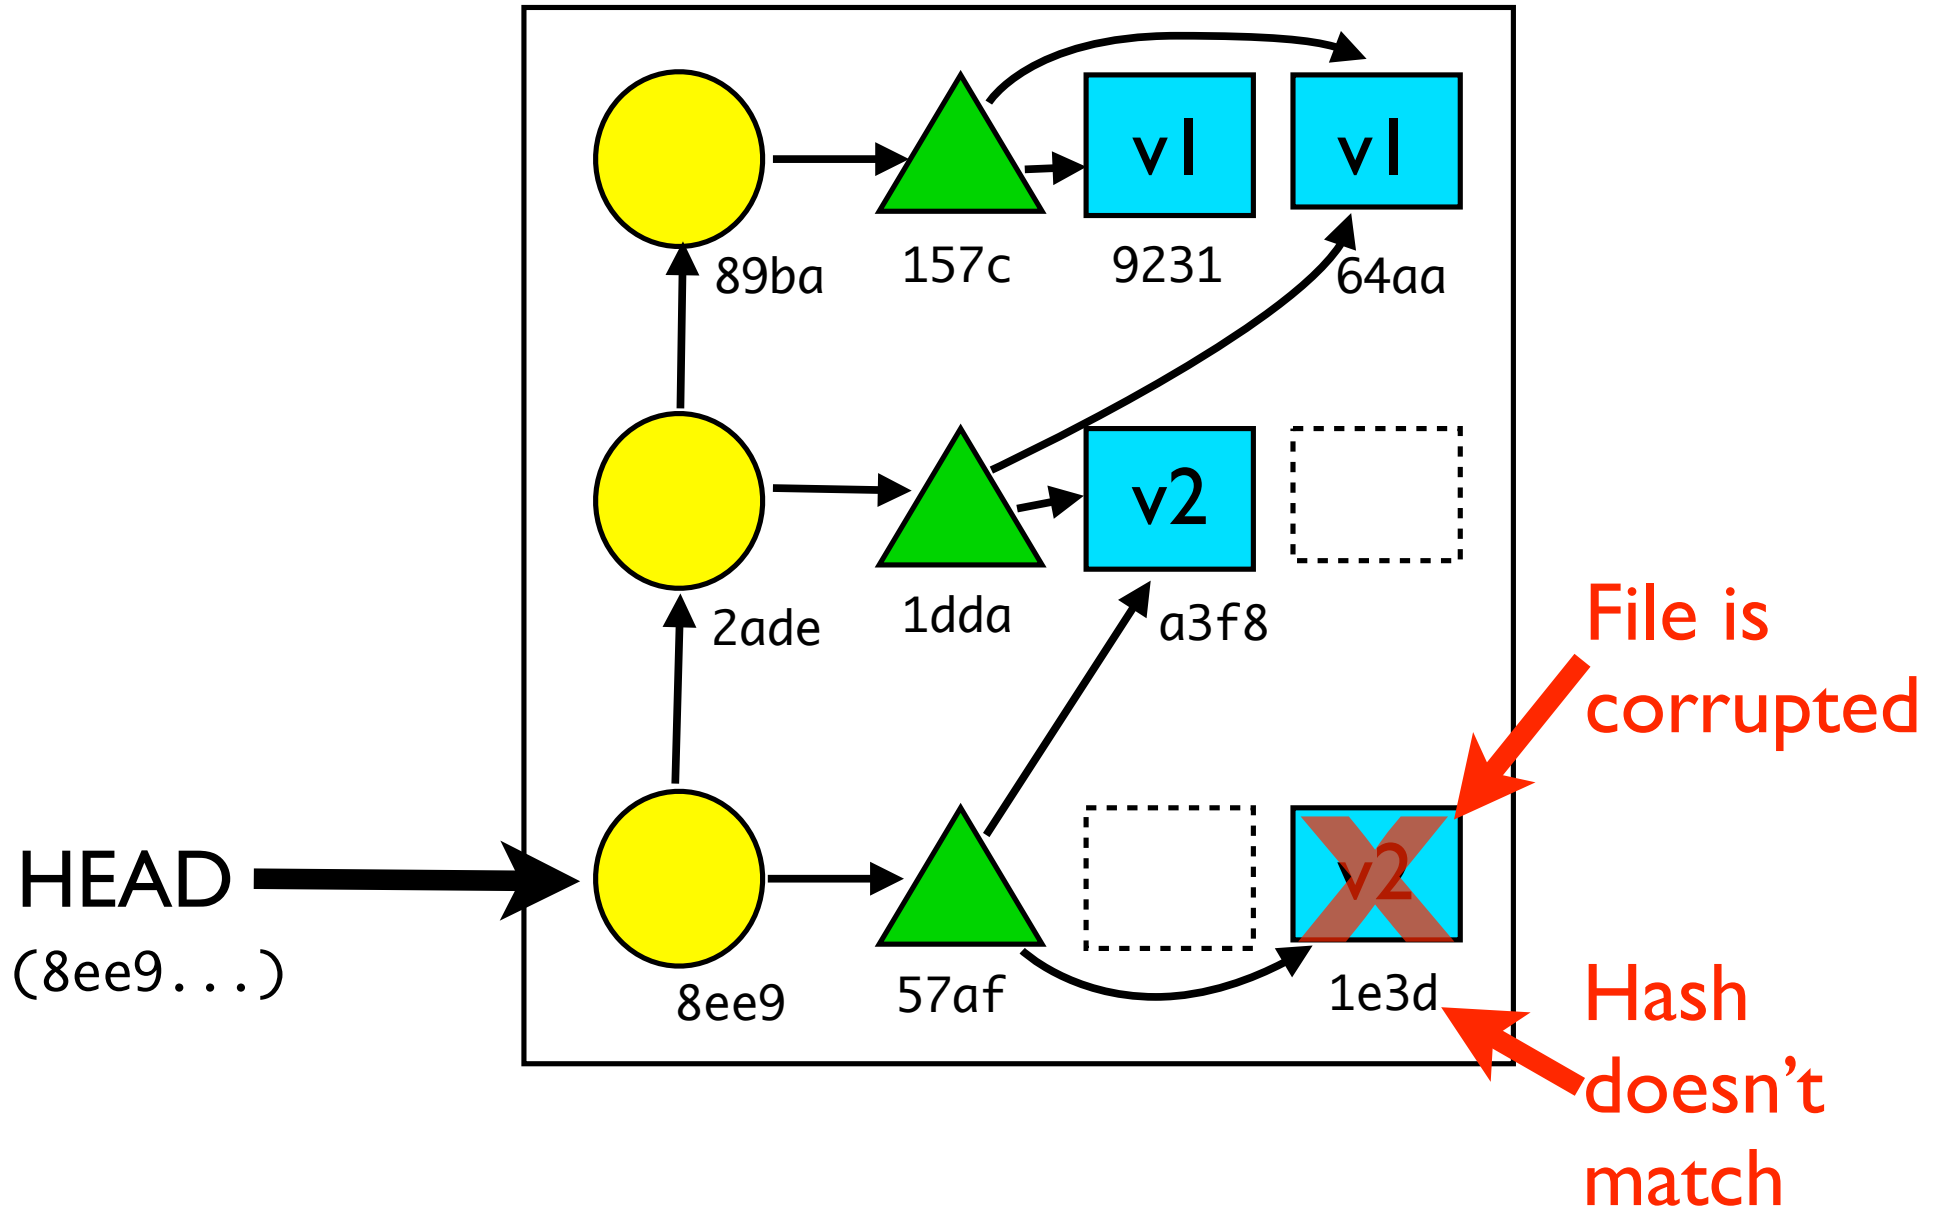 v1
v1
89ba
157c
9231
64aa
v2
2ade
1dda
a3f8
File is
corrupted
HEAD
(8ee9...)
v2
8ee9
57af
1e3d
Hash
doesn’t
match